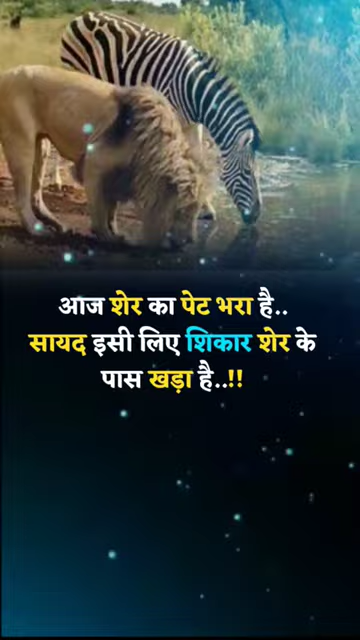 आज शेर का पेट भरा है..
सायद इसी लिए शिकार शेर के
पास खड़ा है..!!